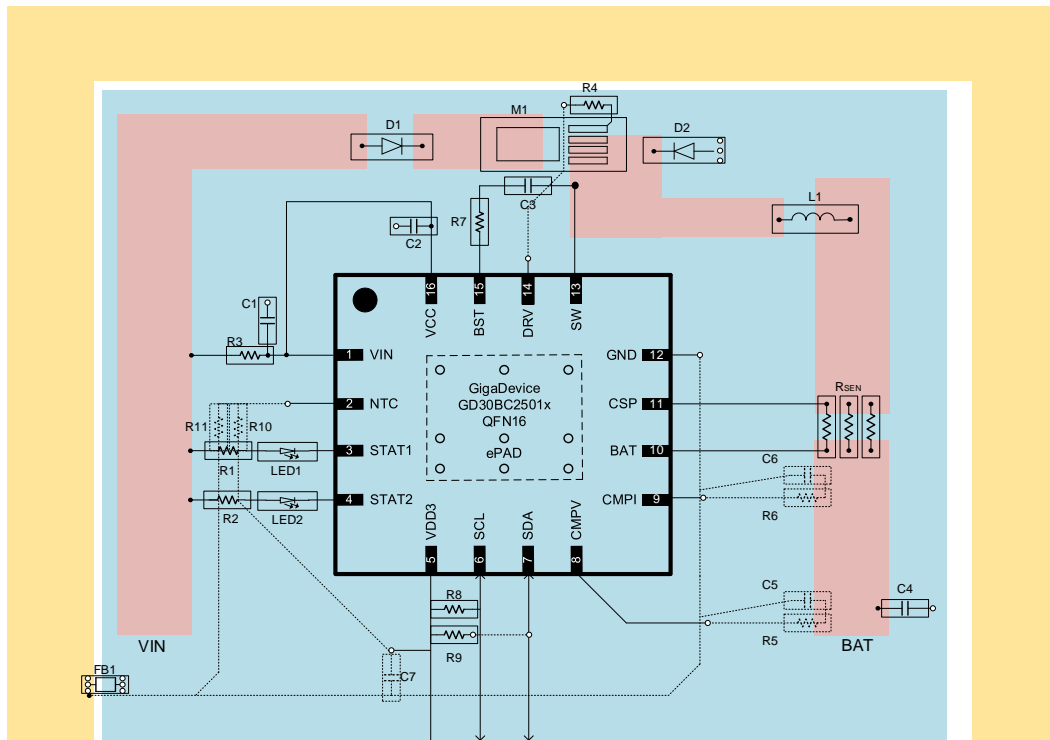 R4
M1
D1
D2
C3
L1
R7
C2
16
15
14
13
VCC
BST
DRV
SW
C1
R3
1
VIN
GND
12
2
NTC
CSP
11
3
STAT1
BAT
10
4
STAT2
CMPI
9
GigaDevice
GD30BC2501x
QFN16
ePAD
RSEN
R11
R10
R1
LED1
R2
LED2
C6
R6
VDD3
SCL
SDA
CMPV
5
6
7
8
R8
R9
C5
R5
C4
VIN
BAT
FB1
C7